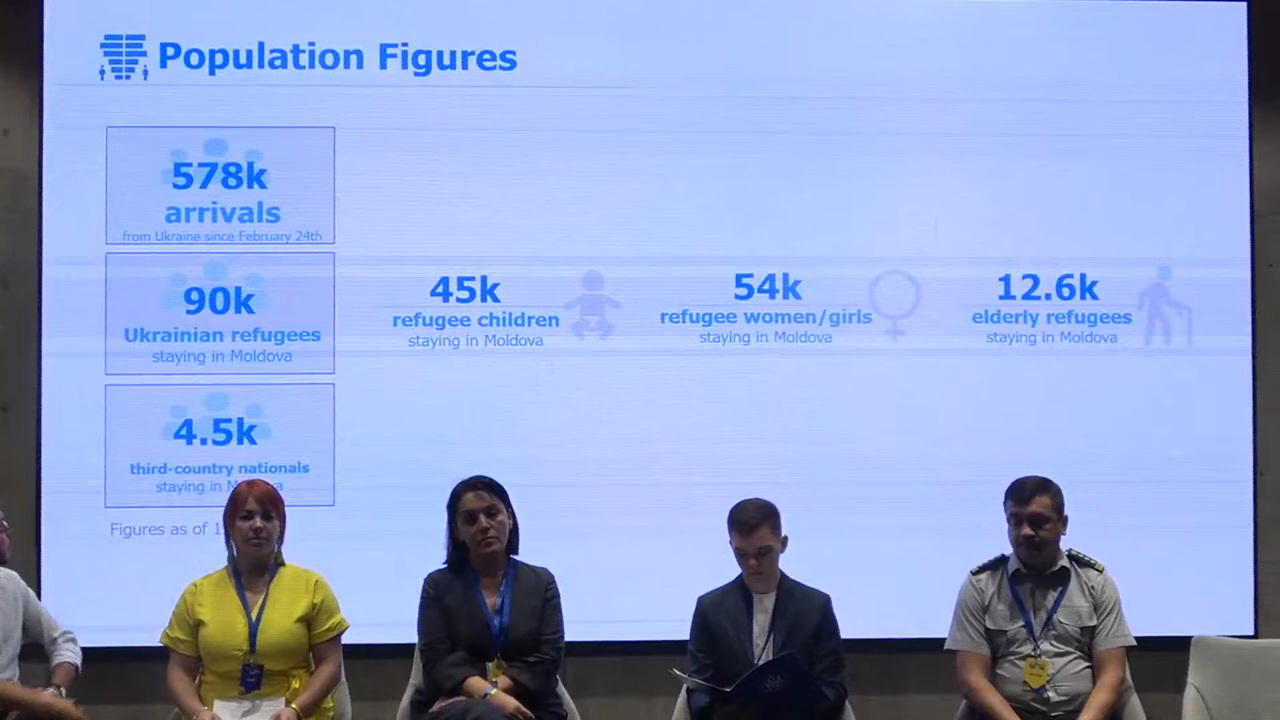 Population Figures
578k
arrivals
from Ukraine since February 24th
90k
Ukrainian refugees
staying in Moldova
45k
refugee children
staying in Moldova
54k
refugee women/girls
staying in Moldova
12.6k
elderly refugees
staying in Moldova
4.5k
third-country nationals
staying in
Figures as of